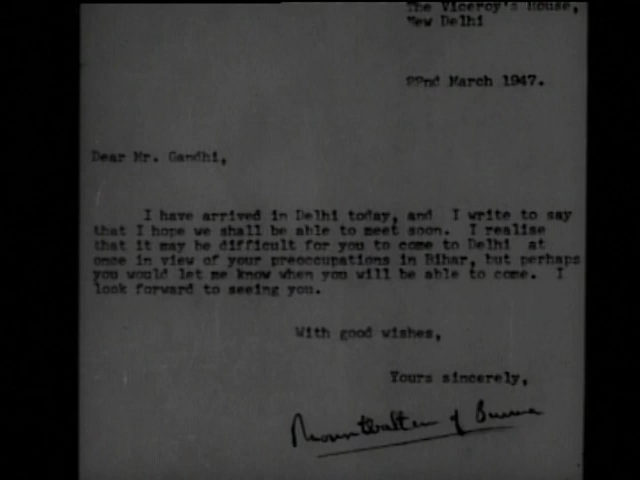 The Viceroy's House,
New Delhi
22nd March 1947.
Dear Mr. Gandhi,
I have arrived in Delhi today, and I write to say
that I hope we shall be able to meet soon. I realise
that it may be difficult for you to come to Delhi at
once in view of your preoccupations in Bihar, but perhaps
you would let me know when you will be able to come. I
look forward to seeing you.
With good wishes,
Yours sincerely,
Mountbatten of Burma